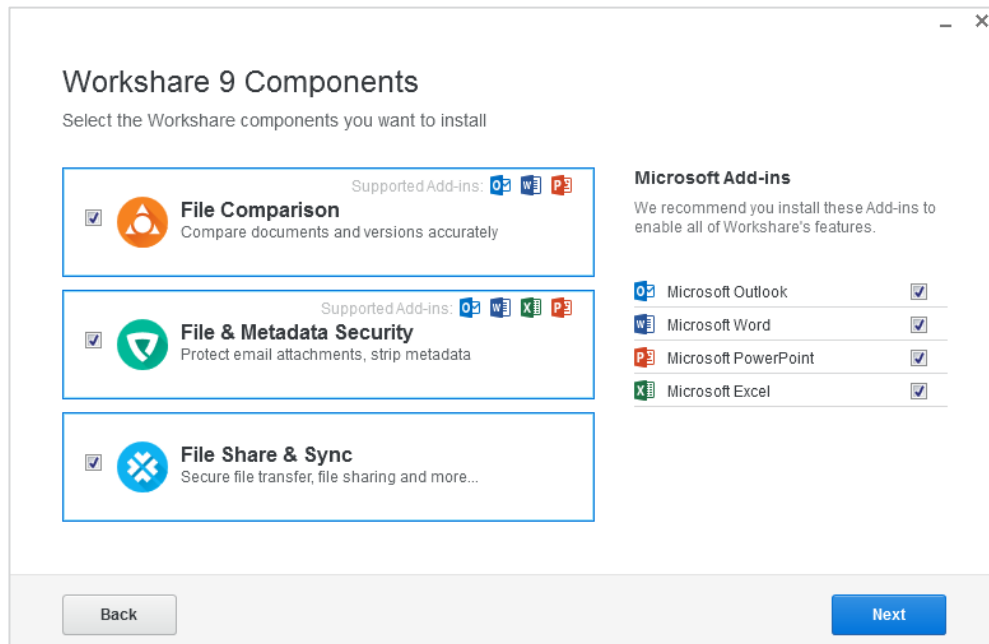 Workshare 9 Components
Select the Workshare components you want to install
Supported Add-ins:
File Comparison
Compare documents and versions accurately
Supported Add-ins:
File & Metadata Security
Protect email attachments, strip metadata
File Share & Sync
Secure file transfer, file sharing and more...
Microsoft Add-ins
We recommend you install these Add-ins to
enable all of Workshare's features.
Microsoft Outlook
Microsoft Word
Microsoft PowerPoint
Microsoft Excel
Back
Next